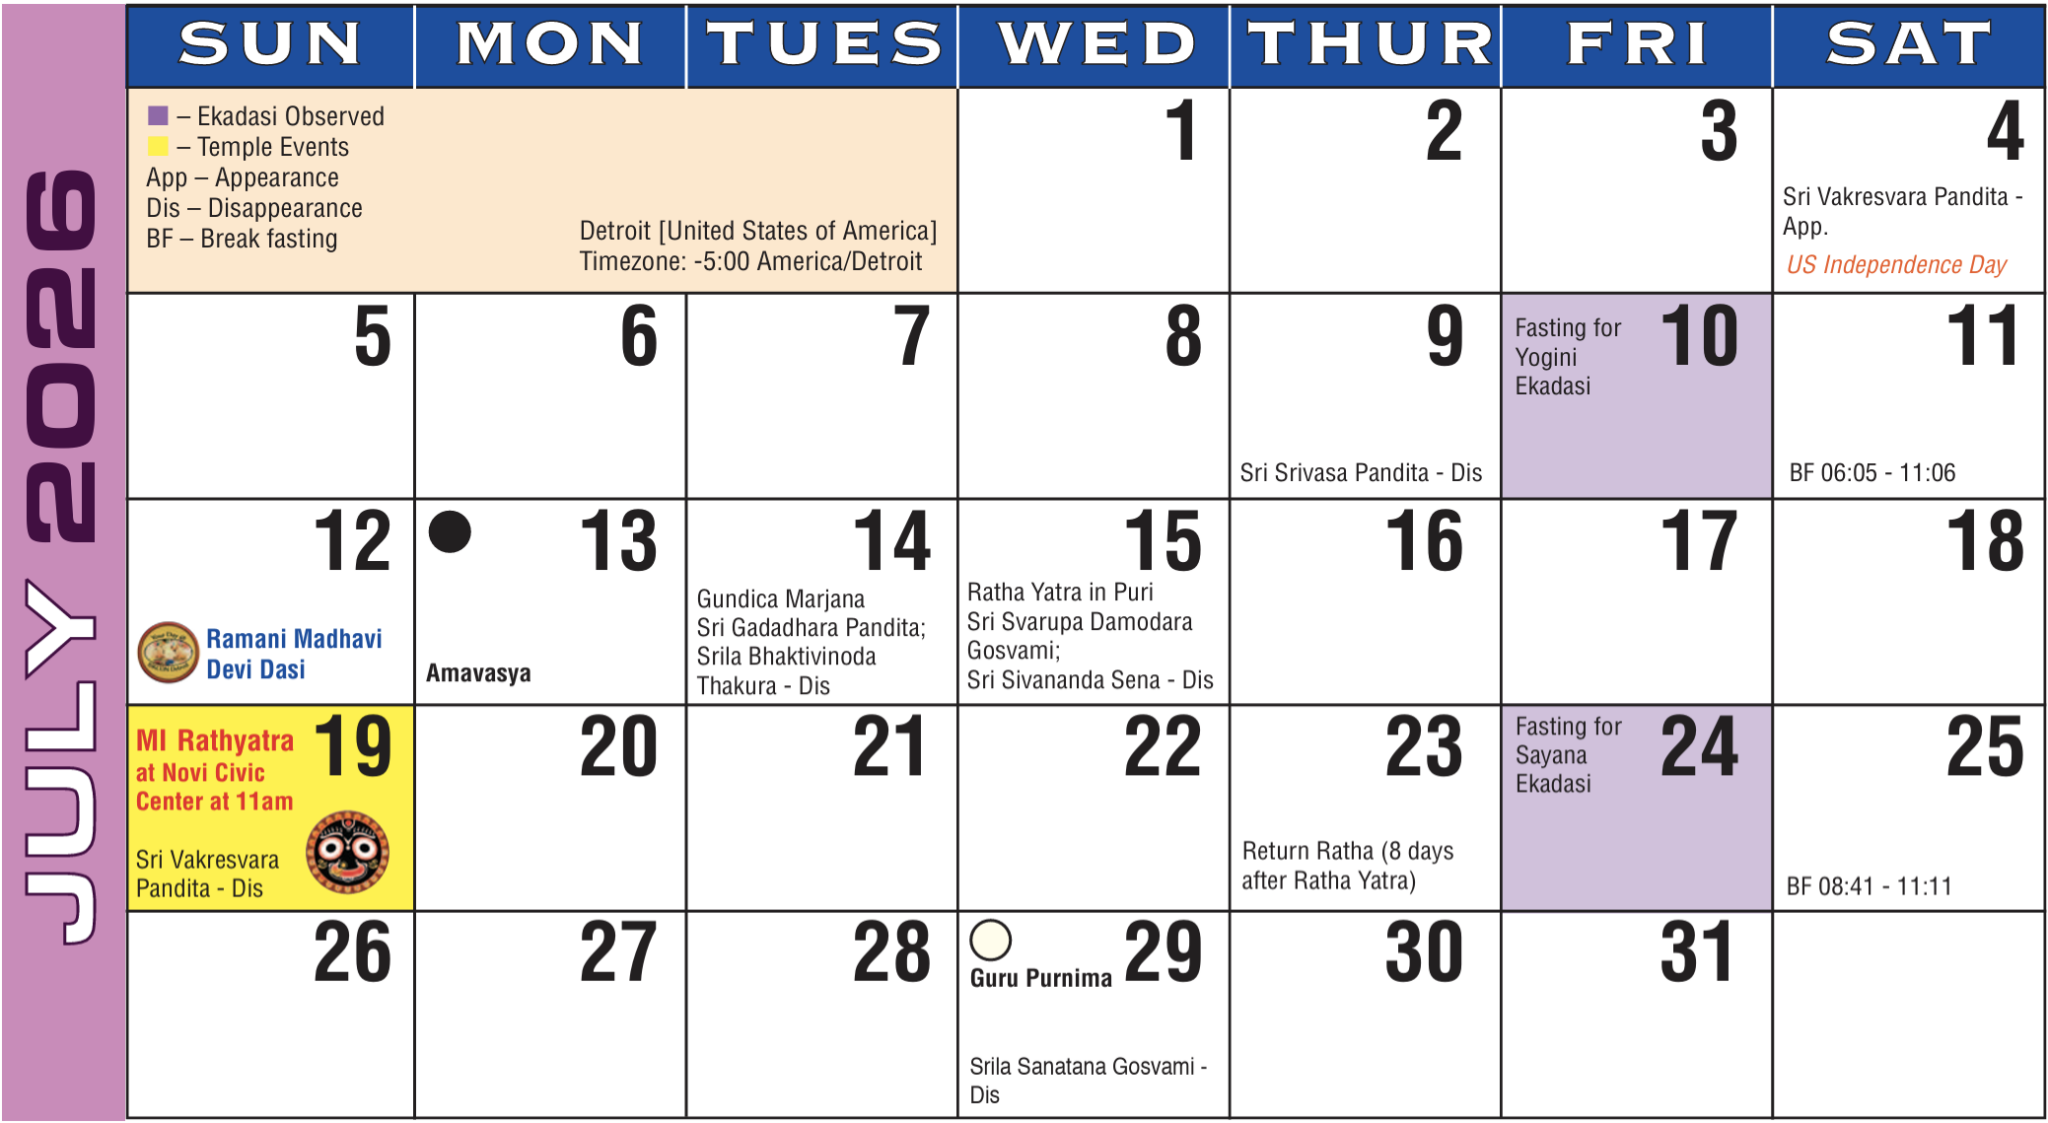 JULY 2026
SUN MON TUES WED THUR FRI SAT
– Ekadasi Observed
– Temple Events
App – Appearance
Dis – Disappearance
BF – Break fasting
Detroit [United States of America]
Timezone: -5:00 America/Detroit
1
2
3
4
Sri Vakresvara Pandita -
App.
US Independence Day
5
6
7
8
9
Sri Srivasa Pandita - Dis
10
Fasting for
Yogini
Ekadasi
11
BF 06:05 - 11:06
12
Ramani Madhavi
Devi Dasi
13
Amavasya
14
Gundica Marjana
Sri Gadadhara Pandita;
Srila Bhaktivinoda
Thakura - Dis
15
Ratha Yatra in Puri
Sri Svarupa Damodara
Gosvami;
Sri Sivananda Sena - Dis
16
17
18
19
MI Rathyatra
at Novi Civic
Center at 11am
Sri Vakresvara
Pandita - Dis
20
21
22
23
Return Ratha (8 days
after Ratha Yatra)
24
Fasting for
Sayana
Ekadasi
25
BF 08:41 - 11:11
26
27
28
29
Guru Purnima
Srila Sanatana Gosvami -
Dis
30
31